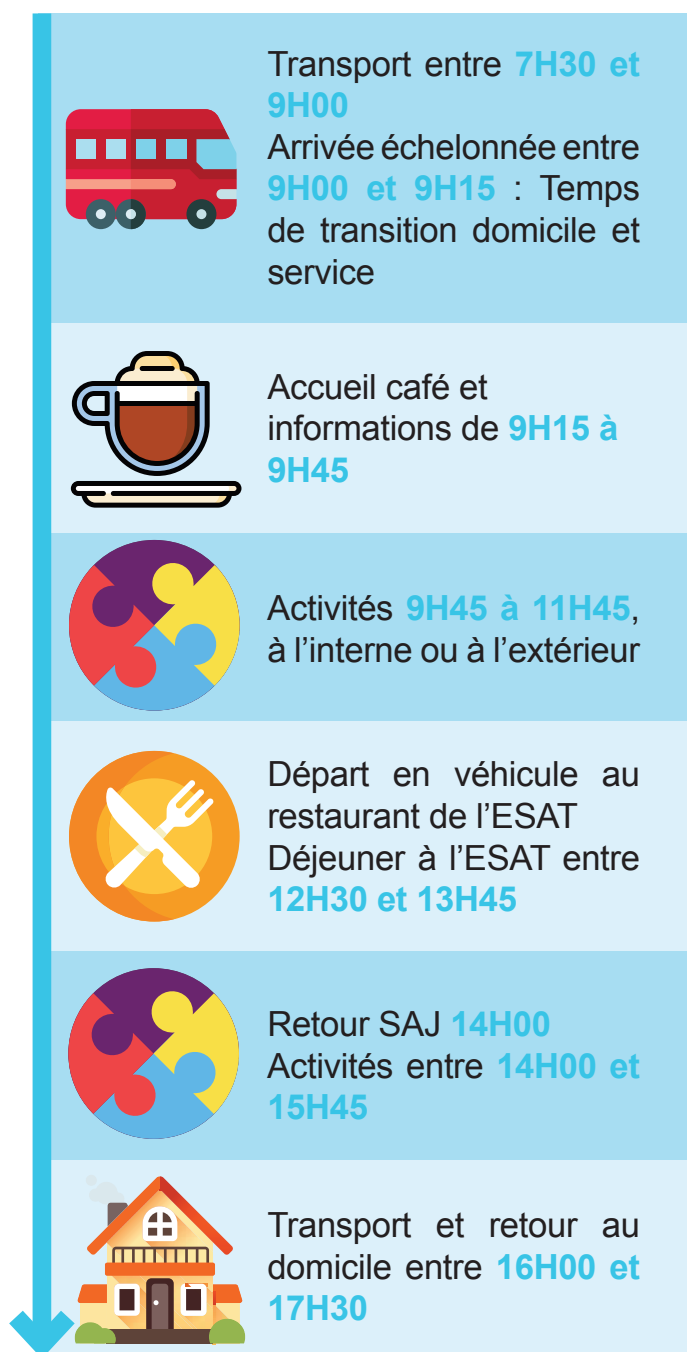 Transport entre 7H30 et
9H00
Arrivée échelonnée entre
9H00 et 9H15 : Temps
de transition domicile et
service
Accueil café et
informations de 9H15 à
9H45
Activités 9H45 à 11H45,
à l’interne ou à l’extérieur
Départ en véhicule au
restaurant de l’ESAT
Déjeuner à l’ESAT entre
12H30 et 13H45
Retour SAJ 14H00
Activités entre 14H00 et
15H45
Transport et retour au
domicile entre 16H00 et
17H30